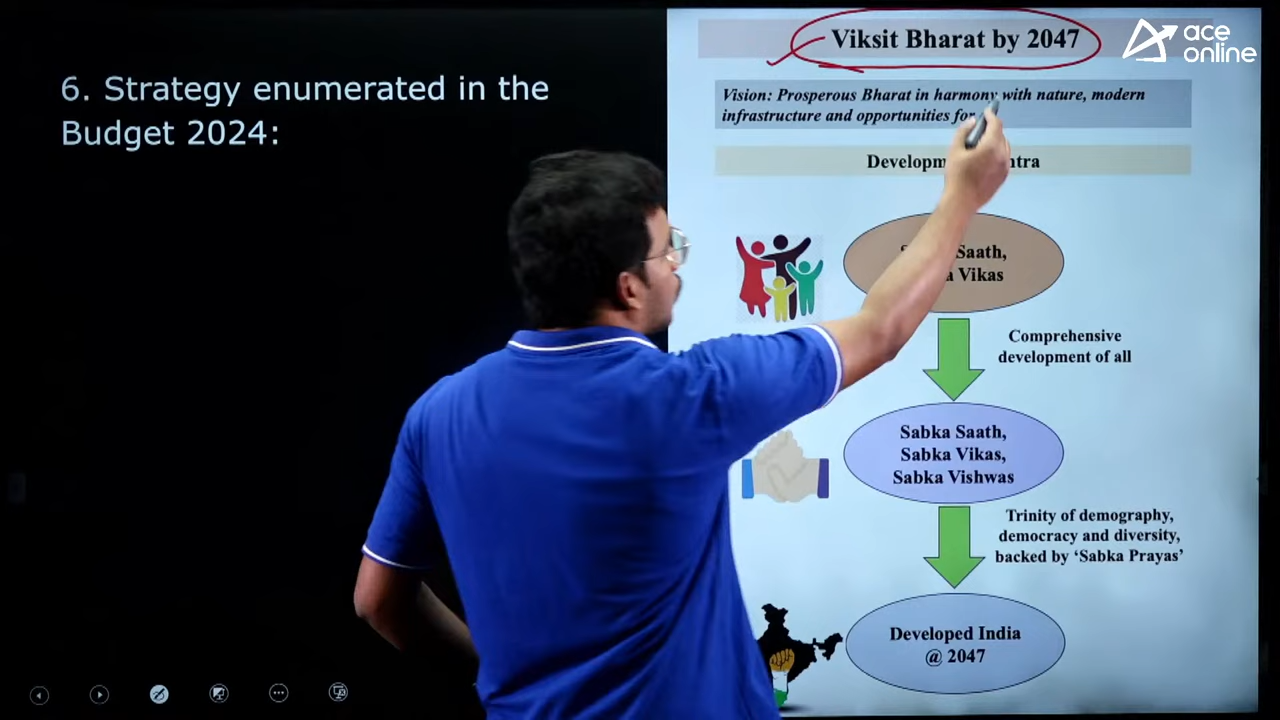 6. Strategy enumerated in the
Budget 2024:
Viksit Bharat by 2047
ace
online
Vision: Prosperous Bharat in harmony with nature, modern
infrastructure and opportunities for
Saath,
Vikas
Comprehensive
development of all
Sabka Saath,
Sabka Vikas,
Sabka Vishwas
Trinity of demography,
democracy and diversity,
backed by ‘Sabka Prayas’
Developed India
@ 2047